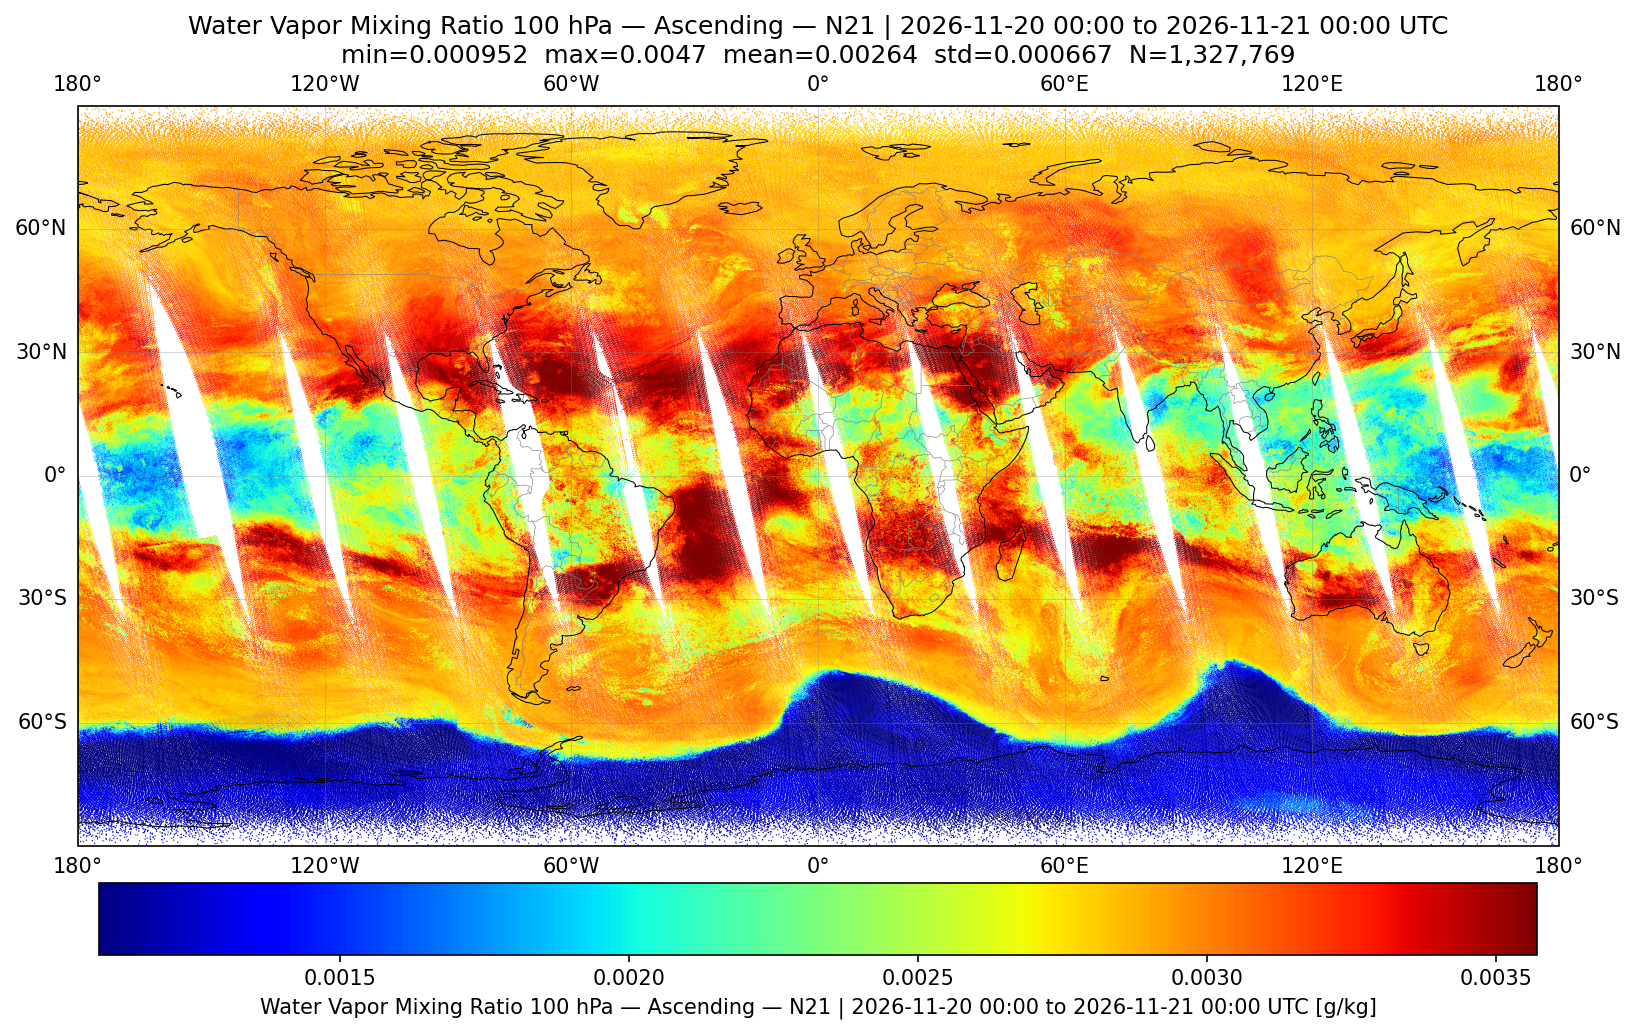 Water Vapor Mixing Ratio 100 hPa — Ascending — N21 | 2026-11-20 00:00 to 2026-11-21 00:00 UTC
min=0.000952 max=0.0047 mean=0.00264 std=0.000667 N=1,327,769
180° 120°W 60°W 0° 60°E 120°E 180°
60°N 60°N
30°N 30°N
0° 0°
30°S 30°S
60°S 60°S
180° 120°W 60°W 0° 60°E 120°E 180°
0.0015 0.0020 0.0025 0.0030 0.0035
Water Vapor Mixing Ratio 100 hPa — Ascending — N21 | 2026-11-20 00:00 to 2026-11-21 00:00 UTC [g/kg]